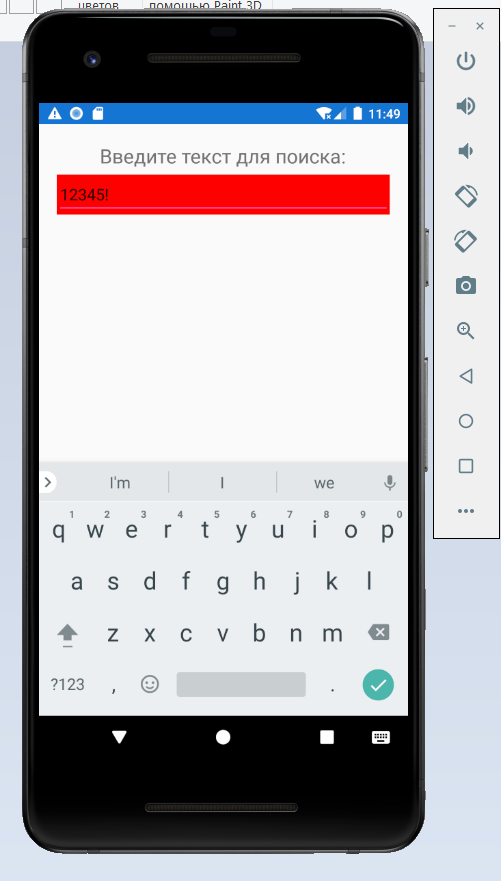 цветов
помощью Paint 3D
11:49
Введите текст для поиска:
12345!
I'm I we
1 2 3 4 5 6 7 8 9 0
q w e r t y u i o p
a s d f g h j k l
z x c v b n m
?123 , .